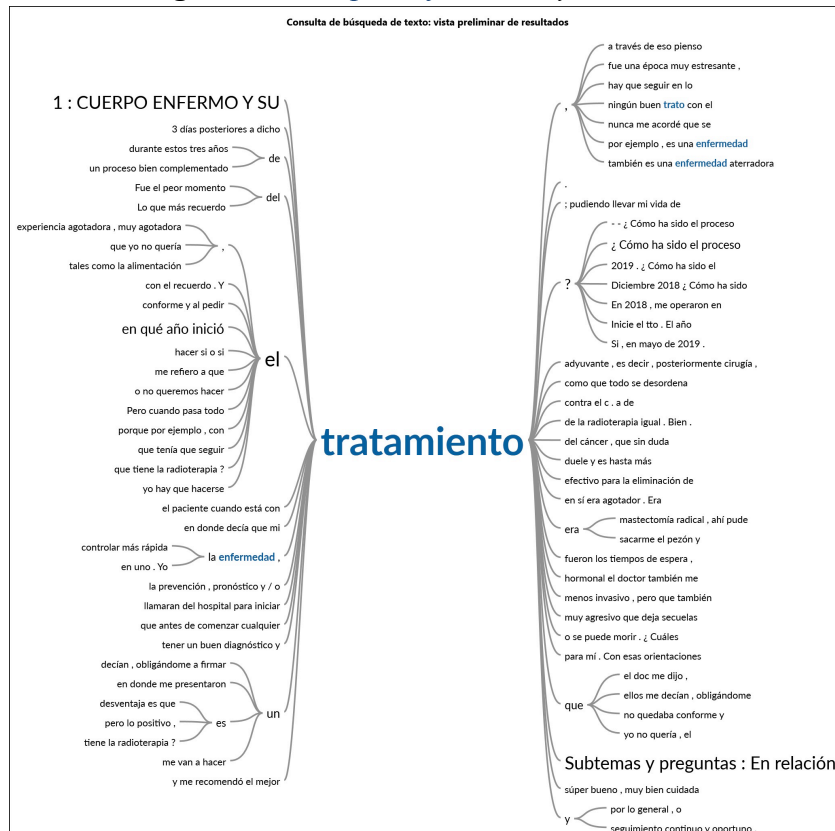 Consulta de búsqueda de texto: vista preliminar de resultados
1 : CUERPO ENFERMO Y SU
3 días posteriores a dicho
durante estos tres años
un proceso bien complementado
de
Fue el peor momento
Lo que más recuerdo
del
experiencia agotadora , muy agotadora
que yo no quería
tales como la alimentación
,
con el recuerdo . Y
conforme y al pedir
en qué año inició
hacer si o si
me refiero a que
o no queremos hacer
Pero cuando pasa todo
porque por ejemplo , con
que tenía que seguir
que tiene la radioterapia ?
yo hay que hacerse
el
el paciente cuando está con
en donde decía que mi
controlar más rápida
en uno . Yo
la enfermedad ,
la prevención , pronóstico y / o
llamaran del hospital para iniciar
que antes de comenzar cualquier
tener un buen diagnóstico y
decían , obligándome a firmar
en donde me presentaron
desventaja es que
pero lo positivo ,
tiene la radioterapia ?
es
me van a hacer
un
y me recomendó el mejor
tratamiento
,
a través de eso pienso
fue una época muy estresante ,
hay que seguir en lo
ningún buen trato con el
nunca me acordé que se
por ejemplo , es una enfermedad
también es una enfermedad aterradora
.
; pudiendo llevar mi vida de
?
- - ¿ Cómo ha sido el proceso
¿ Cómo ha sido el proceso
2019 . ¿ Cómo ha sido el
Diciembre 2018 ¿ Cómo ha sido
En 2018 , me operaron en
Inicie el tto . El año
Si , en mayo de 2019 .
adyuvante , es decir , posteriormente cirugía ,
como que todo se desordena
contra el c . a de
de la radioterapia igual . Bien .
del cáncer , que sin duda
duele y es hasta más
efectivo para la eliminación de
en sí era agotador . Era
era
mastectomía radical , ahí pude
sacarme el pezón y
fueron los tiempos de espera ,
hormonal el doctor también me
menos invasivo , pero que también
muy agresivo que deja secuelas
o se puede morir . ¿ Cuáles
para mí . Con esas orientaciones
que
el doc me dijo ,
ellos me decían , obligándome
no quedaba conforme y
yo no quería , el
Subtemas y preguntas : En relación
súper bueno , muy bien cuidada
y
por lo general , o
seguimiento continuo y oportuno